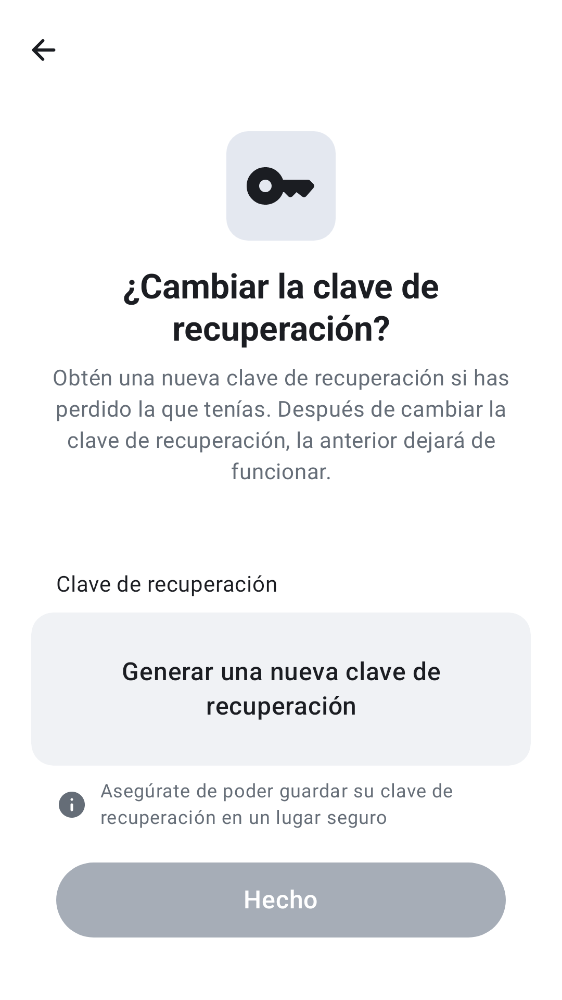 ¿Cambiar la clave de
recuperación?
Obtén una nueva clave de recuperación si has
perdido la que tenías. Después de cambiar la
clave de recuperación, la anterior dejará de
funcionar.
Clave de recuperación
Generar una nueva clave de
recuperación
Asegúrate de poder guardar su clave de
recuperación en un lugar seguro
Hecho